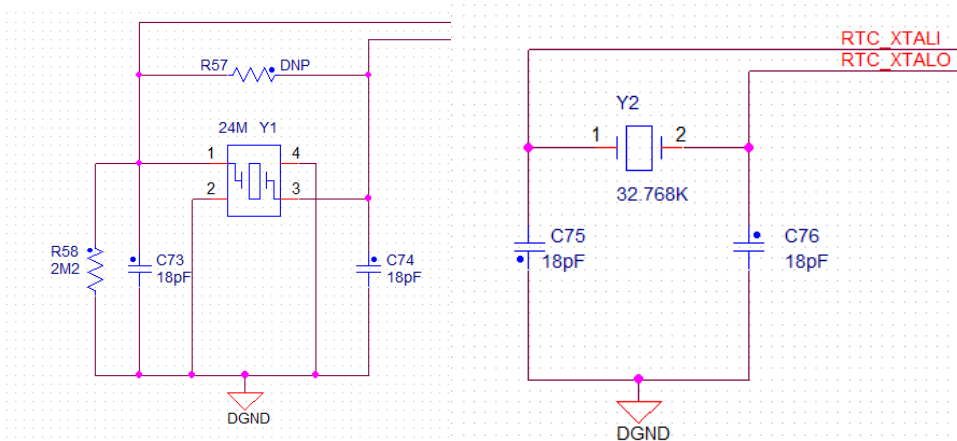 R57 DNP
24M Y1
1 4
2 3
R58
2M2
C73
18pF
C74
18pF
DGND
RTC_XTALI
RTC_XTALO
Y2
1 2
32.768K
C75
18pF
C76
18pF
DGND